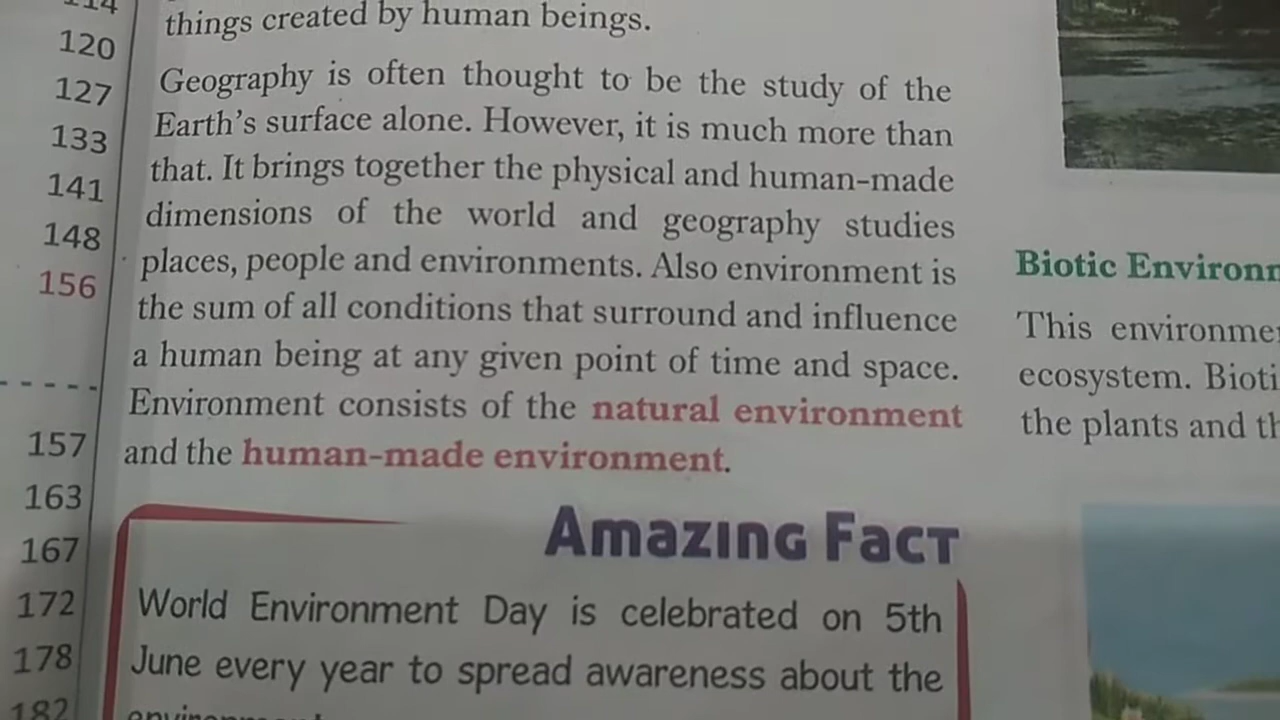 114
120
127
133
141
148
156
157
163
167
172
178
182
things created by human beings.
Geography is often thought to be the study of the
Earth's surface alone. However, it is much more than
that. It brings together the physical and human-made
dimensions of the world and geography studies
places, people and environments. Also environment is
the sum of all conditions that surround and influence
a human being at any given point of time and space.
Environment consists of the natural environment
and the human-made environment.
Amazing Fact
World Environment Day is celebrated on 5th
June every year to spread awareness about the
Biotic
This
ecosystem.
the plants and